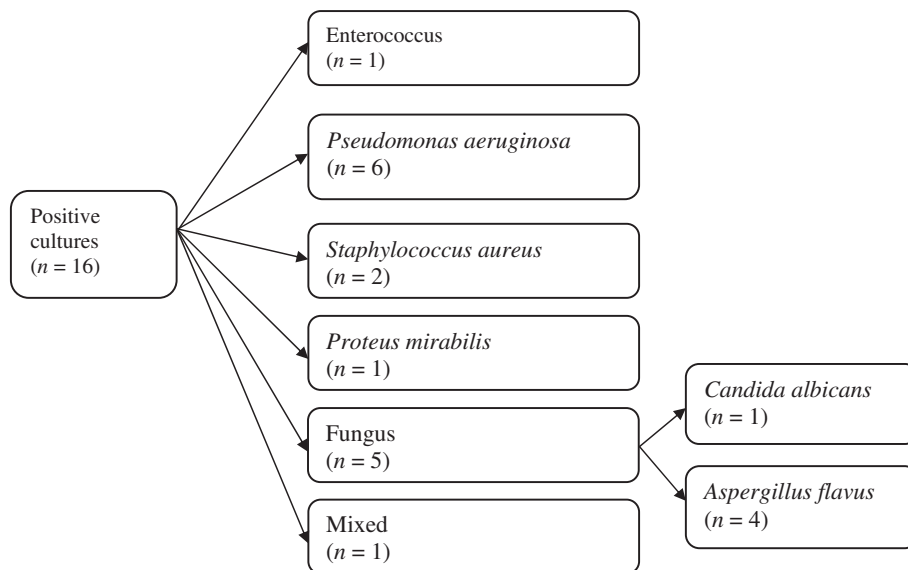 Positive
cultures
(n = 16)
Enterococcus
(n = 1)
Pseudomonas aeruginosa
(n = 6)
Staphylococcus aureus
(n = 2)
Proteus mirabilis
(n = 1)
Fungus
(n = 5)
Mixed
(n = 1)
Candida albicans
(n = 1)
Aspergillus flavus
(n = 4)